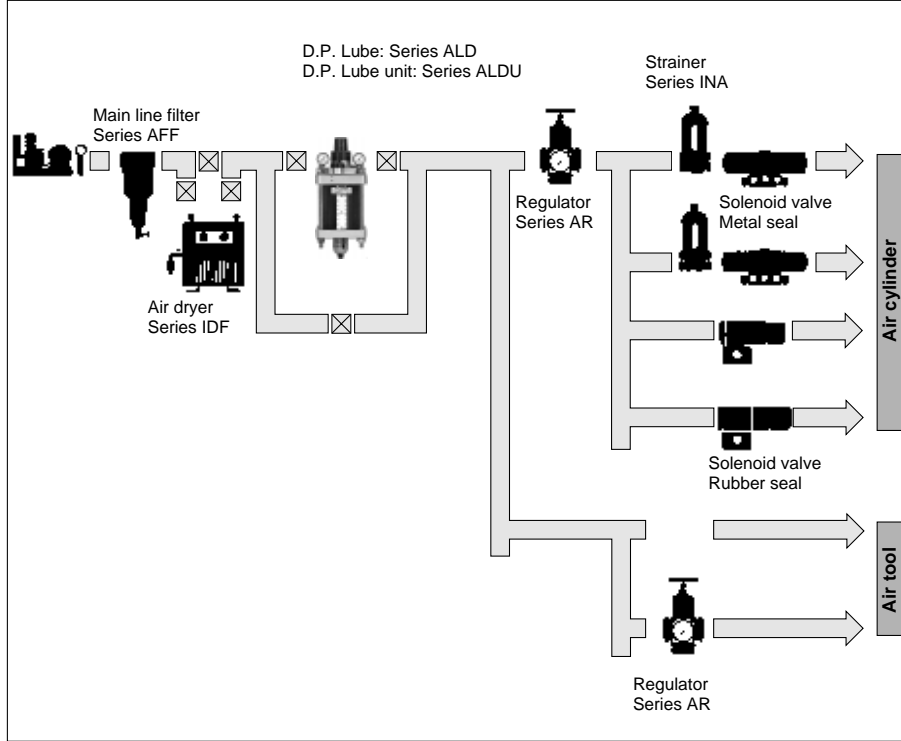 D.P. Lube: Series ALD
D.P. Lube unit: Series ALDU
Strainer
Series INA
Main line filter
Series AFF
Regulator
Series AR
Solenoid valve
Metal seal
Air dryer
Series IDF
Air cylinder
Solenoid valve
Rubber seal
Air tool
Regulator
Series AR